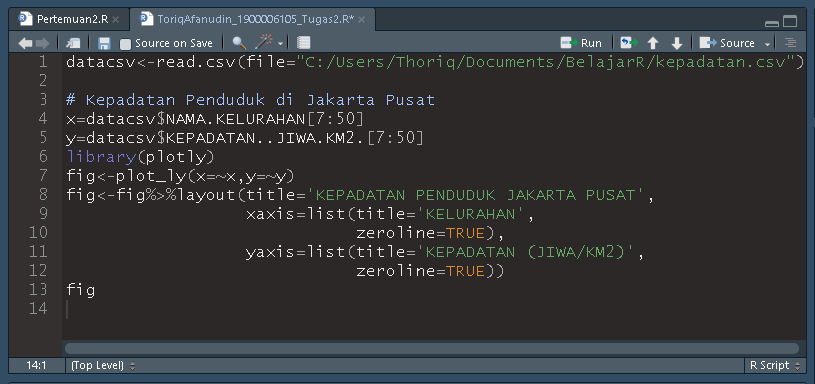 Pertemuan2.R ToriqAfanudin_1900006105_Tugas2.R*
Source on Save Run Source
1 datacsv<-read.csv(file="C:/Users/Thoriq/Documents/BelajarR/kepadatan.csv")
2
3 # Kepadatan Penduduk di Jakarta Pusat
4 x=datacsv$NAMA.KELURAHAN[7:50]
5 y=datacsv$KEPADATAN..JIWA.KM2.[7:50]
6 library(plotly)
7 fig<-plot_ly(x=~x,y=~y)
8 fig<-fig%>%layout(title='KEPADATAN PENDUDUK JAKARTA PUSAT',
9 xaxis=list(title='KELURAHAN',
10 zeroline=TRUE),
11 yaxis=list(title='KEPADATAN (JIWA/KM2)',
12 zeroline=TRUE))
13 fig
14
14:1 (Top Level) R Script